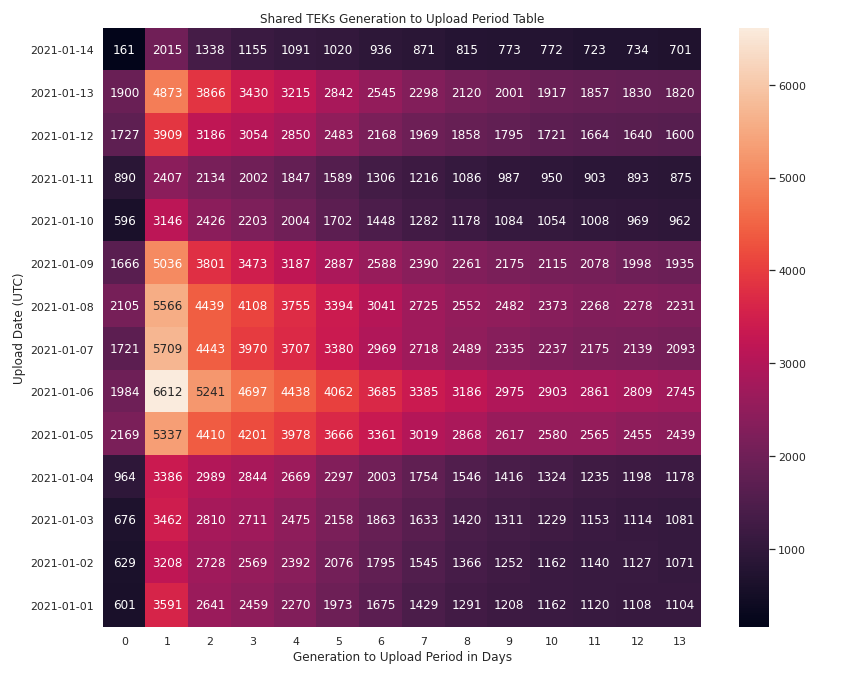 Shared TEKs Generation to Upload Period Table
Upload Date (UTC)
2021-01-14 161 2015 1338 1155 1091 1020 936 871 815 773 772 723 734 701
2021-01-13 1900 4873 3866 3430 3215 2842 2545 2298 2120 2001 1917 1857 1830 1820
2021-01-12 1727 3909 3186 3054 2850 2483 2168 1969 1858 1795 1721 1664 1640 1600
2021-01-11 890 2407 2134 2002 1847 1589 1306 1216 1086 987 950 903 893 875
2021-01-10 596 3146 2426 2203 2004 1702 1448 1282 1178 1084 1054 1008 969 962
2021-01-09 1666 5036 3801 3473 3187 2887 2588 2390 2261 2175 2115 2078 1998 1935
2021-01-08 2105 5566 4439 4108 3755 3394 3041 2725 2552 2482 2373 2268 2278 2231
2021-01-07 1721 5709 4443 3970 3707 3380 2969 2718 2489 2335 2237 2175 2139 2093
2021-01-06 1984 6612 5241 4697 4438 4062 3685 3385 3186 2975 2903 2861 2809 2745
2021-01-05 2169 5337 4410 4201 3978 3666 3361 3019 2868 2617 2580 2565 2455 2439
2021-01-04 964 3386 2989 2844 2669 2297 2003 1754 1546 1416 1324 1235 1198 1178
2021-01-03 676 3462 2810 2711 2475 2158 1863 1633 1420 1311 1229 1153 1114 1081
2021-01-02 629 3208 2728 2569 2392 2076 1795 1545 1366 1252 1162 1140 1127 1071
2021-01-01 601 3591 2641 2459 2270 1973 1675 1429 1291 1208 1162 1120 1108 1104
0 1 2 3 4 5 6 7 8 9 10 11 12 13
Generation to Upload Period in Days
6000
5000
4000
3000
2000
1000